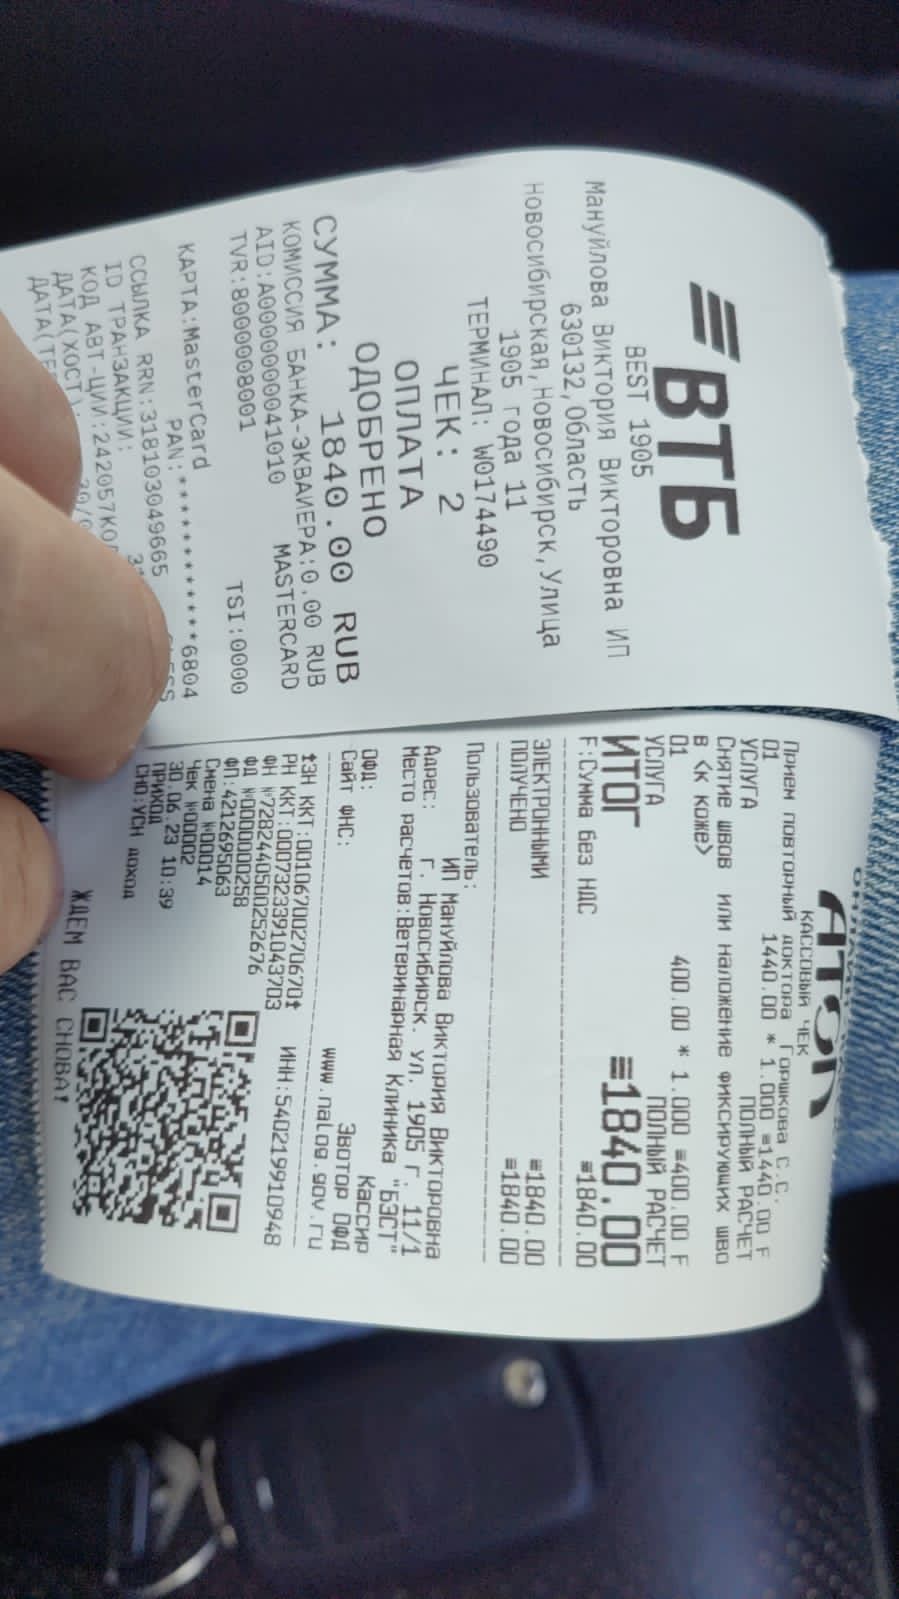 ВТБ
BEST 1905
Мануйлова Виктория Викторовна ИП
630132,Область
Новосибирская,Новосибирск,Улица
1905 года 11
ТЕРМИНАЛ: W0174490
ЧЕК: 2
ОПЛАТА
ОДОБРЕНО
СУММА: 1840.00 RUB
КОМИССИЯ БАНКА-ЭКВАЙЕРА:0.00 RUB
AID:A0000000041010 MASTERCARD
TVR:8000008001 TSI:0000
КАРТА:MasterCard
PAN:************6804
ССЫЛКА RRN:318103049665
ID ТРАНЗАКЦИИ:
КОД АВТ-ЦИИ:242057
ДАТА(ХОСТ):
АТОЛ
КАССОВЫЙ ЧЕК
Прием повторный доктора Горшкова С.С.
01 1440.00 * 1.000 ≡1440.00 F
УСЛУГА ПОЛНЫЙ РАСЧЕТ
Снятие швов или наложение фиксирующих шво
в <к коже>
01 400.00 * 1.000 ≡400.00 F
УСЛУГА ПОЛНЫЙ РАСЧЕТ
ИТОГ ≡1840.00
F:Сумма без НДС ≡1840.00
ЭЛЕКТРОННЫМИ ≡1840.00
ПОЛУЧЕНО ≡1840.00
Пользователь:
ИП Мануйлова Виктория Викторовна
Адрес: г. Новосибирск. ул. 1905 г. 11/1
Место расчетов:Ветеринарная Клиника "БЭСТ"
Кассир
ОФД: Эвотор ОФД
Сайт ФНС: www.nalog.gov.ru
ЗН ККТ:00106700270670
РН ККТ:0007323391043703 ИНН:540219910948
ФН №7282440500252676
ФД №0000000258
ФП:4212695063
Смена №00014
Чек №00002
30.06.23 10:39
ПРИХОД
СНО:УСН доход
ЖДЕМ ВАС СНОВА!